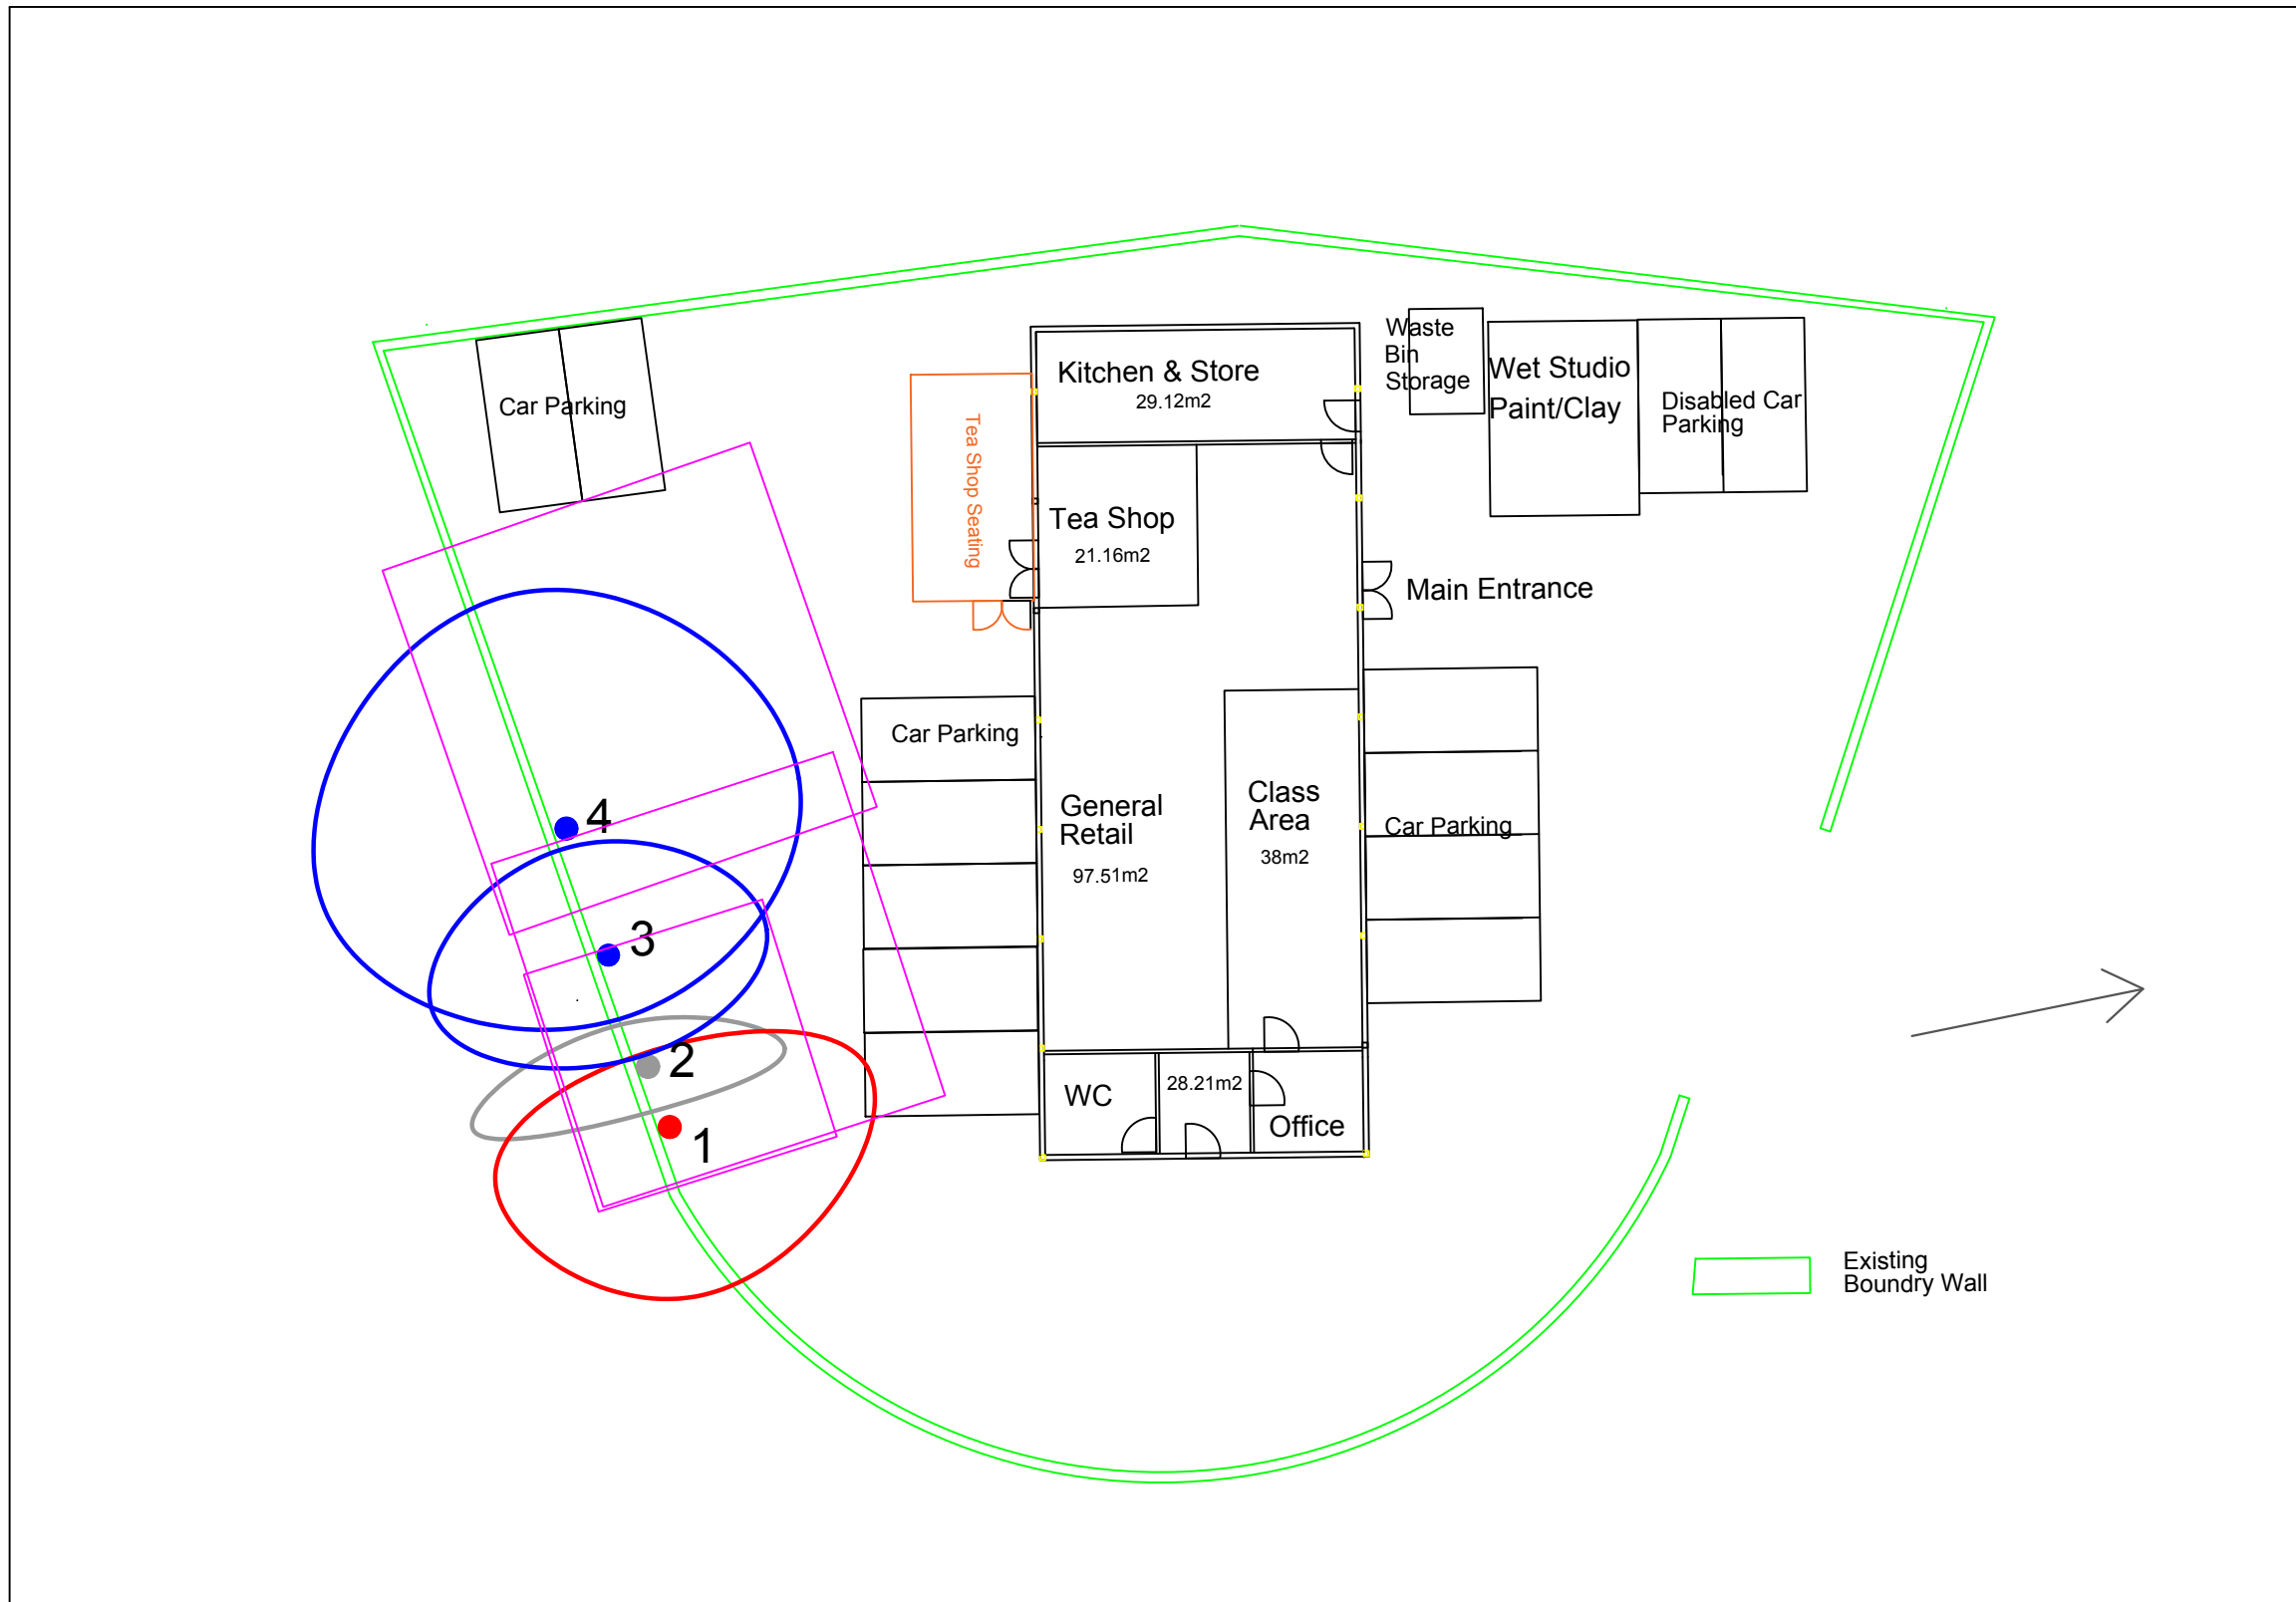 Kitchen & Store
29.12m2
Waste
Bin
Storage
Wet Studio
Paint/Clay
Disabled Car
Parking
Car Parking
Tea Shop Seating
Tea Shop
21.16m2
Main Entrance
Car Parking
General
Retail
97.51m2
Class
Area
38m2
Car Parking
4
3
2
1
WC
28.21m2
Office
Existing
Boundry Wall